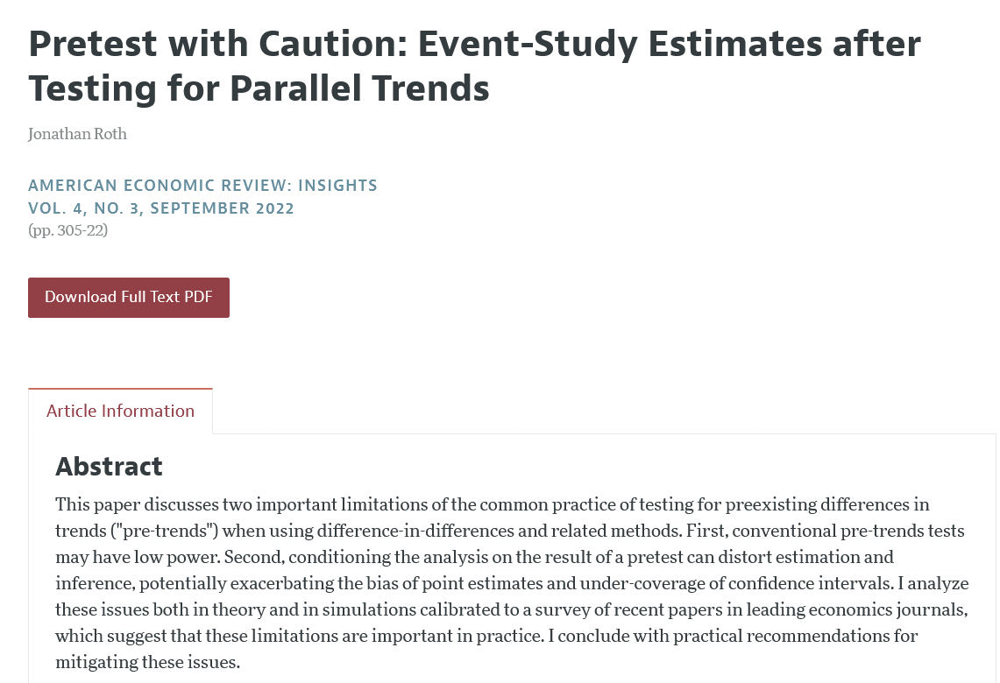 Pretest with Caution: Event-Study Estimates after
Testing for Parallel Trends
Jonathan Roth
AMERICAN ECONOMIC REVIEW: INSIGHTS
VOL. 4, NO. 3, SEPTEMBER 2022
(pp. 305-22)
Download Full Text PDF
Article Information
Abstract
This paper discusses two important limitations of the common practice of testing for preexisting differences in
trends ("pre-trends") when using difference-in-differences and related methods. First, conventional pre-trends tests
may have low power. Second, conditioning the analysis on the result of a pretest can distort estimation and
inference, potentially exacerbating the bias of point estimates and under-coverage of confidence intervals. I analyze
these issues both in theory and in simulations calibrated to a survey of recent papers in leading economics journals,
which suggest that these limitations are important in practice. I conclude with practical recommendations for
mitigating these issues.